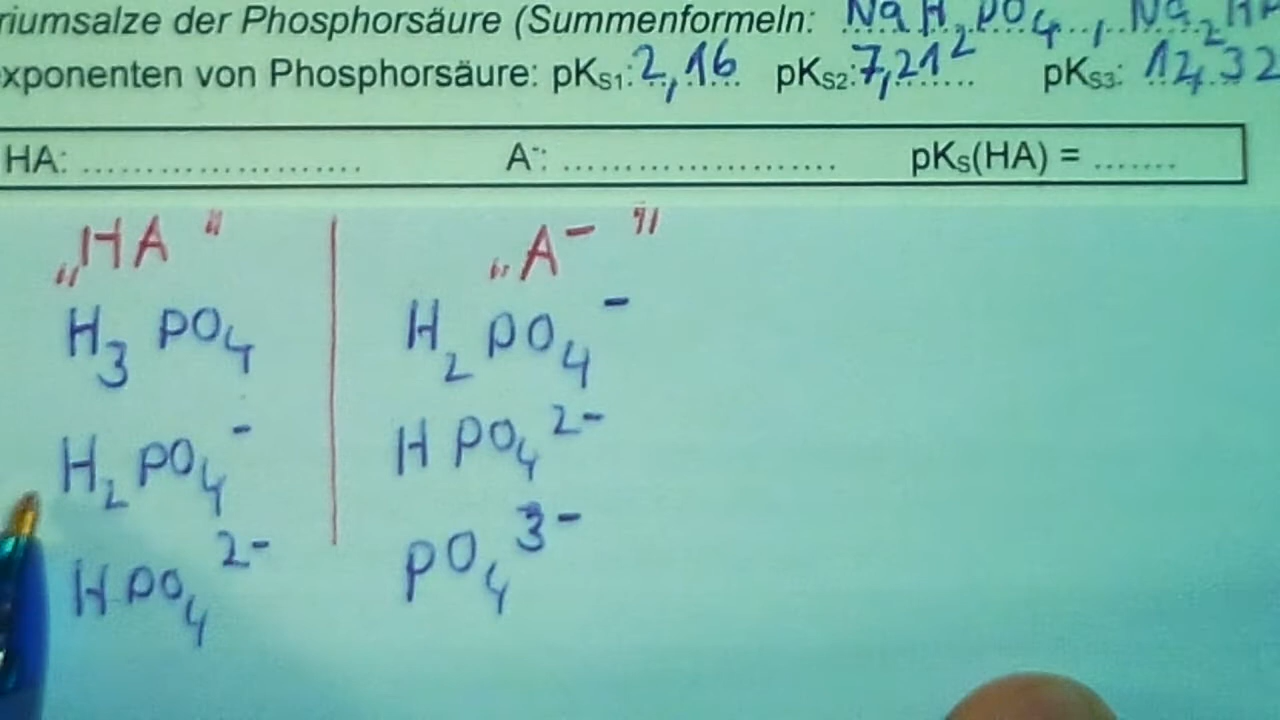 riumsalze der Phosphorsäure (Summenformeln: NaH₂PO₄, Na₂H
xponenten von Phosphorsäure: pKS1: 2,16 pKS2: 7,21 pKS3: 12,32
HA: ........................ A⁻: ........................ pKS(HA) = .......
„HA" „A⁻"
H₃PO₄ H₂PO₄⁻
H₂PO₄⁻ HPO₄²⁻
HPO₄²⁻ PO₄³⁻